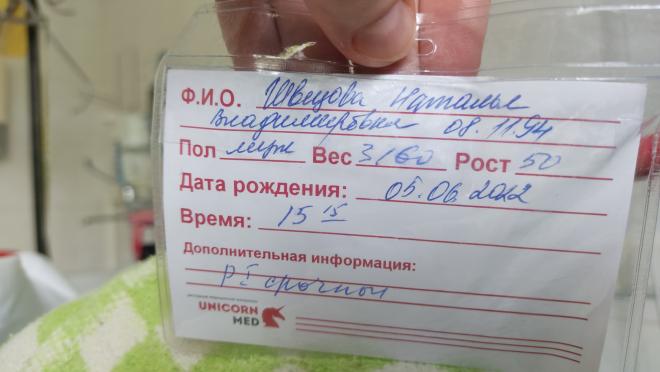 Ф.И.О. Швецова Наталья
Владимировна 08.11.94
Пол муж Вес 3160 Рост 50
Дата рождения: 05.06.2022
Время: 15 15
Дополнительная информация:
Р I срочный
UNICORN
MED